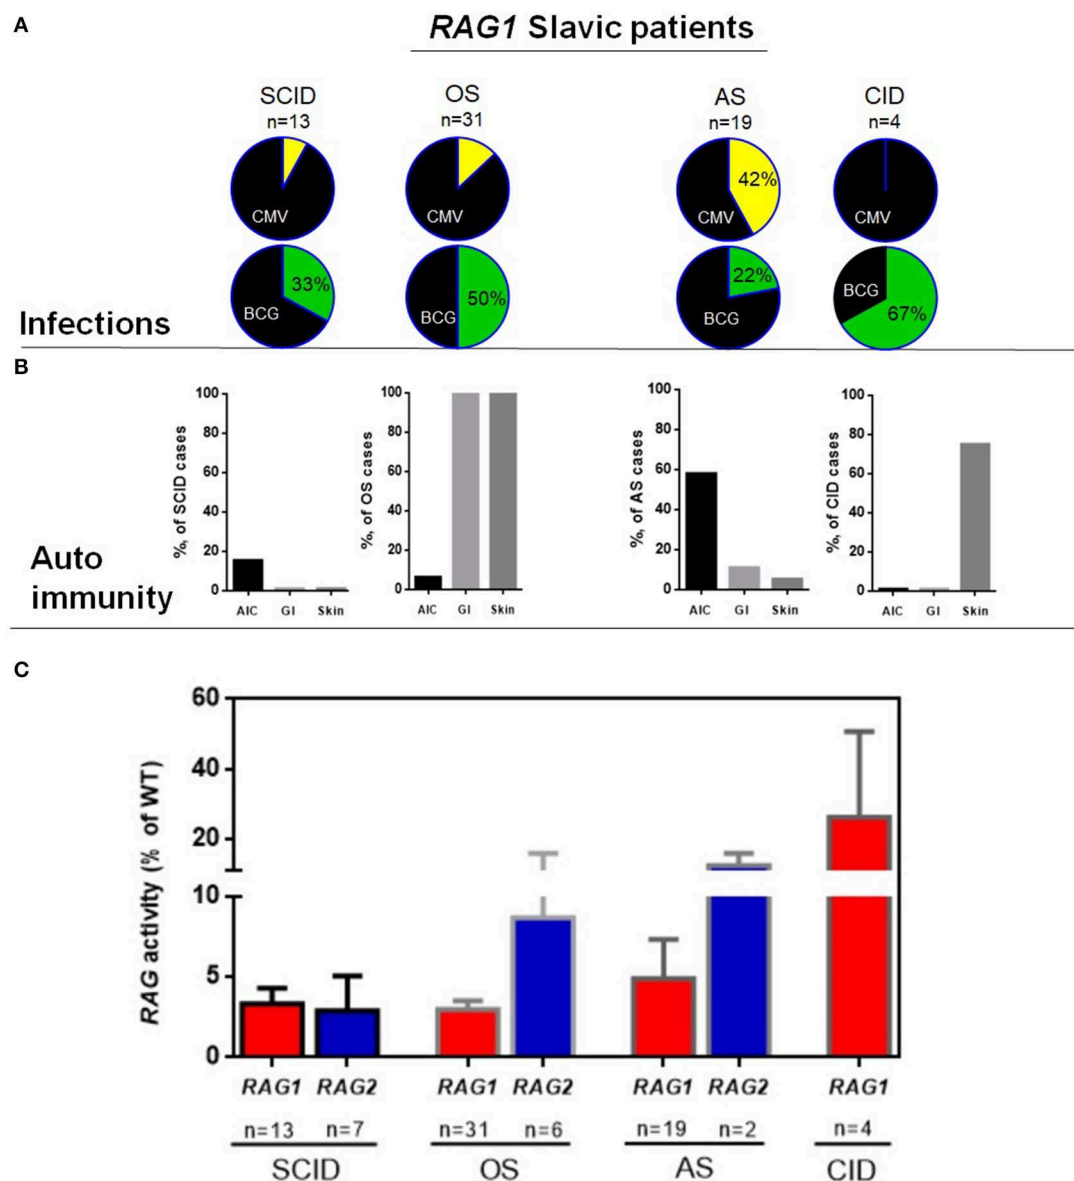 A
RAG1 Slavic patients
SCID
n=13
OS
n=31
AS
n=19
CID
n=4
CMV
CMV
42%
CMV
33%
BCG
50%
BCG
22%
BCG
BCG
67%
Infections
B
Auto
immunity
%, of SCID cases
100
80
60
40
20
0
AIC GI Skin
%, of OS cases
100
80
60
40
20
0
AIC GI Skin
%, of AS cases
100
80
60
40
20
0
AIC GI Skin
%, of CID cases
100
80
60
40
20
0
AIC GI Skin
C
RAG activity (% of WT)
60
40
20
10
5
0
RAG1 RAG2 RAG1 RAG2 RAG1 RAG2 RAG1
n=13 n=7 n=31 n=6 n=19 n=2 n=4
SCID OS AS CID